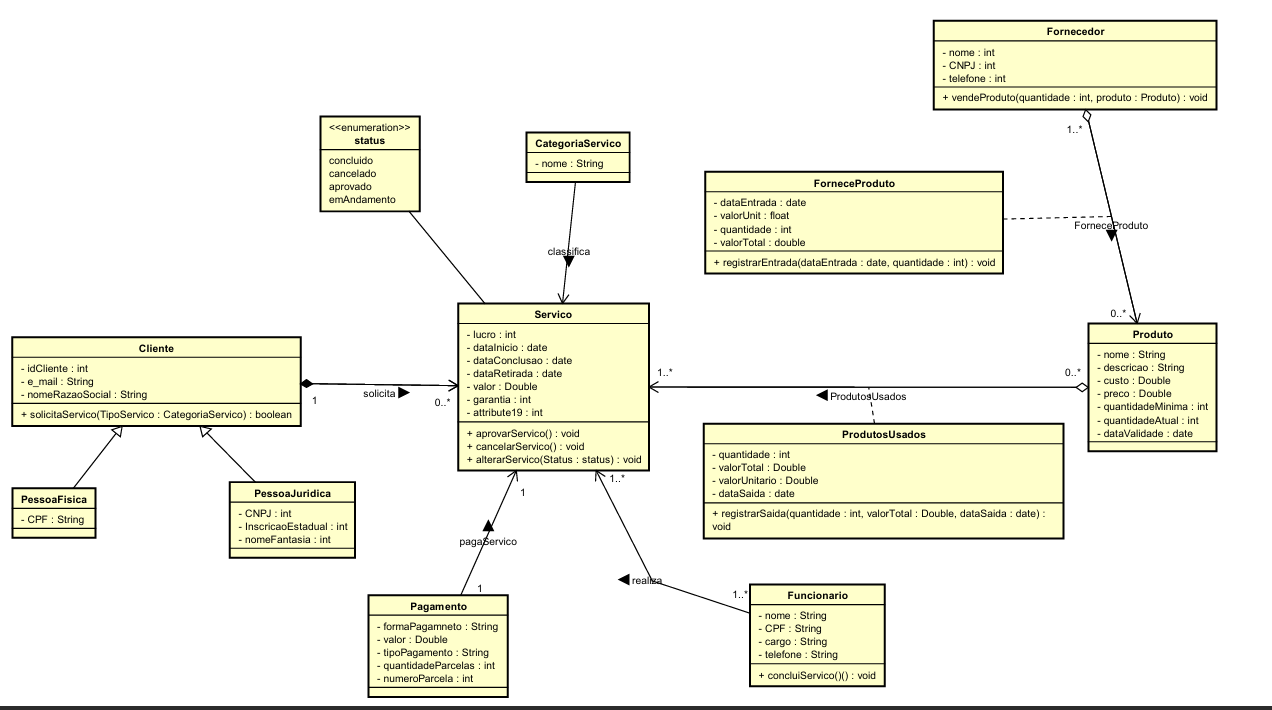 Fornecedor
- nome : int
- CNPJ : int
- telefone : int
+ vendeProduto(quantidade : int, produto : Produto) : void
1..*
<<enumeration>>
status
concluido
cancelado
aprovado
emAndamento
CategoriaServico
- nome : String
classifica
ForneceProduto
- dataEntrada : date
- valorUnit : float
- quantidade : int
- valorTotal : double
+ registrarEntrada(dataEntrada : date, quantidade : int) : void
ForneceProduto
0..*
Cliente
- idCliente : int
- e_mail : String
- nomeRazaoSocial : String
+ solicitaServico(TipoServico : CategoriaServico) : boolean
1
solicita
0..*
Servico
- lucro : int
- dataInicio : date
- dataConclusao : date
- dataRetirada : date
- valor : Double
- garantia : int
- attribute19 : int
+ aprovarServico() : void
+ cancelarServico() : void
+ alterarServico(Status : status) : void
1..*
0..*
ProdutosUsados
Produto
- nome : String
- descricao : String
- custo : Double
- preco : Double
- quantidadeMinima : int
- quantidadeAtual : int
- dataValidade : date
ProdutosUsados
- quantidade : int
- valorTotal : Double
- valorUnitario : Double
- dataSaida : date
+ registrarSaida(quantidade : int, valorTotal : Double, dataSaida : date) :
void
PessoaFisica
- CPF : String
PessoaJuridica
- CNPJ : int
- InscricaoEstadual : int
- nomeFantasia : int
1
pagaServico
1
1..*
realiza
1..*
Pagamento
- formaPagamneto : String
- valor : Double
- tipoPagamento : String
- quantidadeParcelas : int
- numeroParcela : int
Funcionario
- nome : String
- CPF : String
- cargo : String
- telefone : String
+ concluiServico()() : void